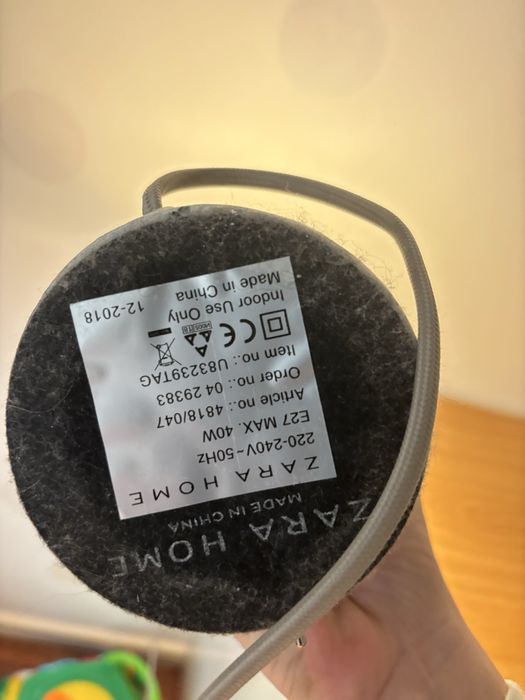 ZARA HOME
MADE IN CHINA
ZARA HOME
220-240V~50Hz
E27 MAX. 40W
Article no.: 4818/047
Order no.: 04 29383
Item no.: U83239TAG
CE
Indoor Use Only
Made in China
12-2018